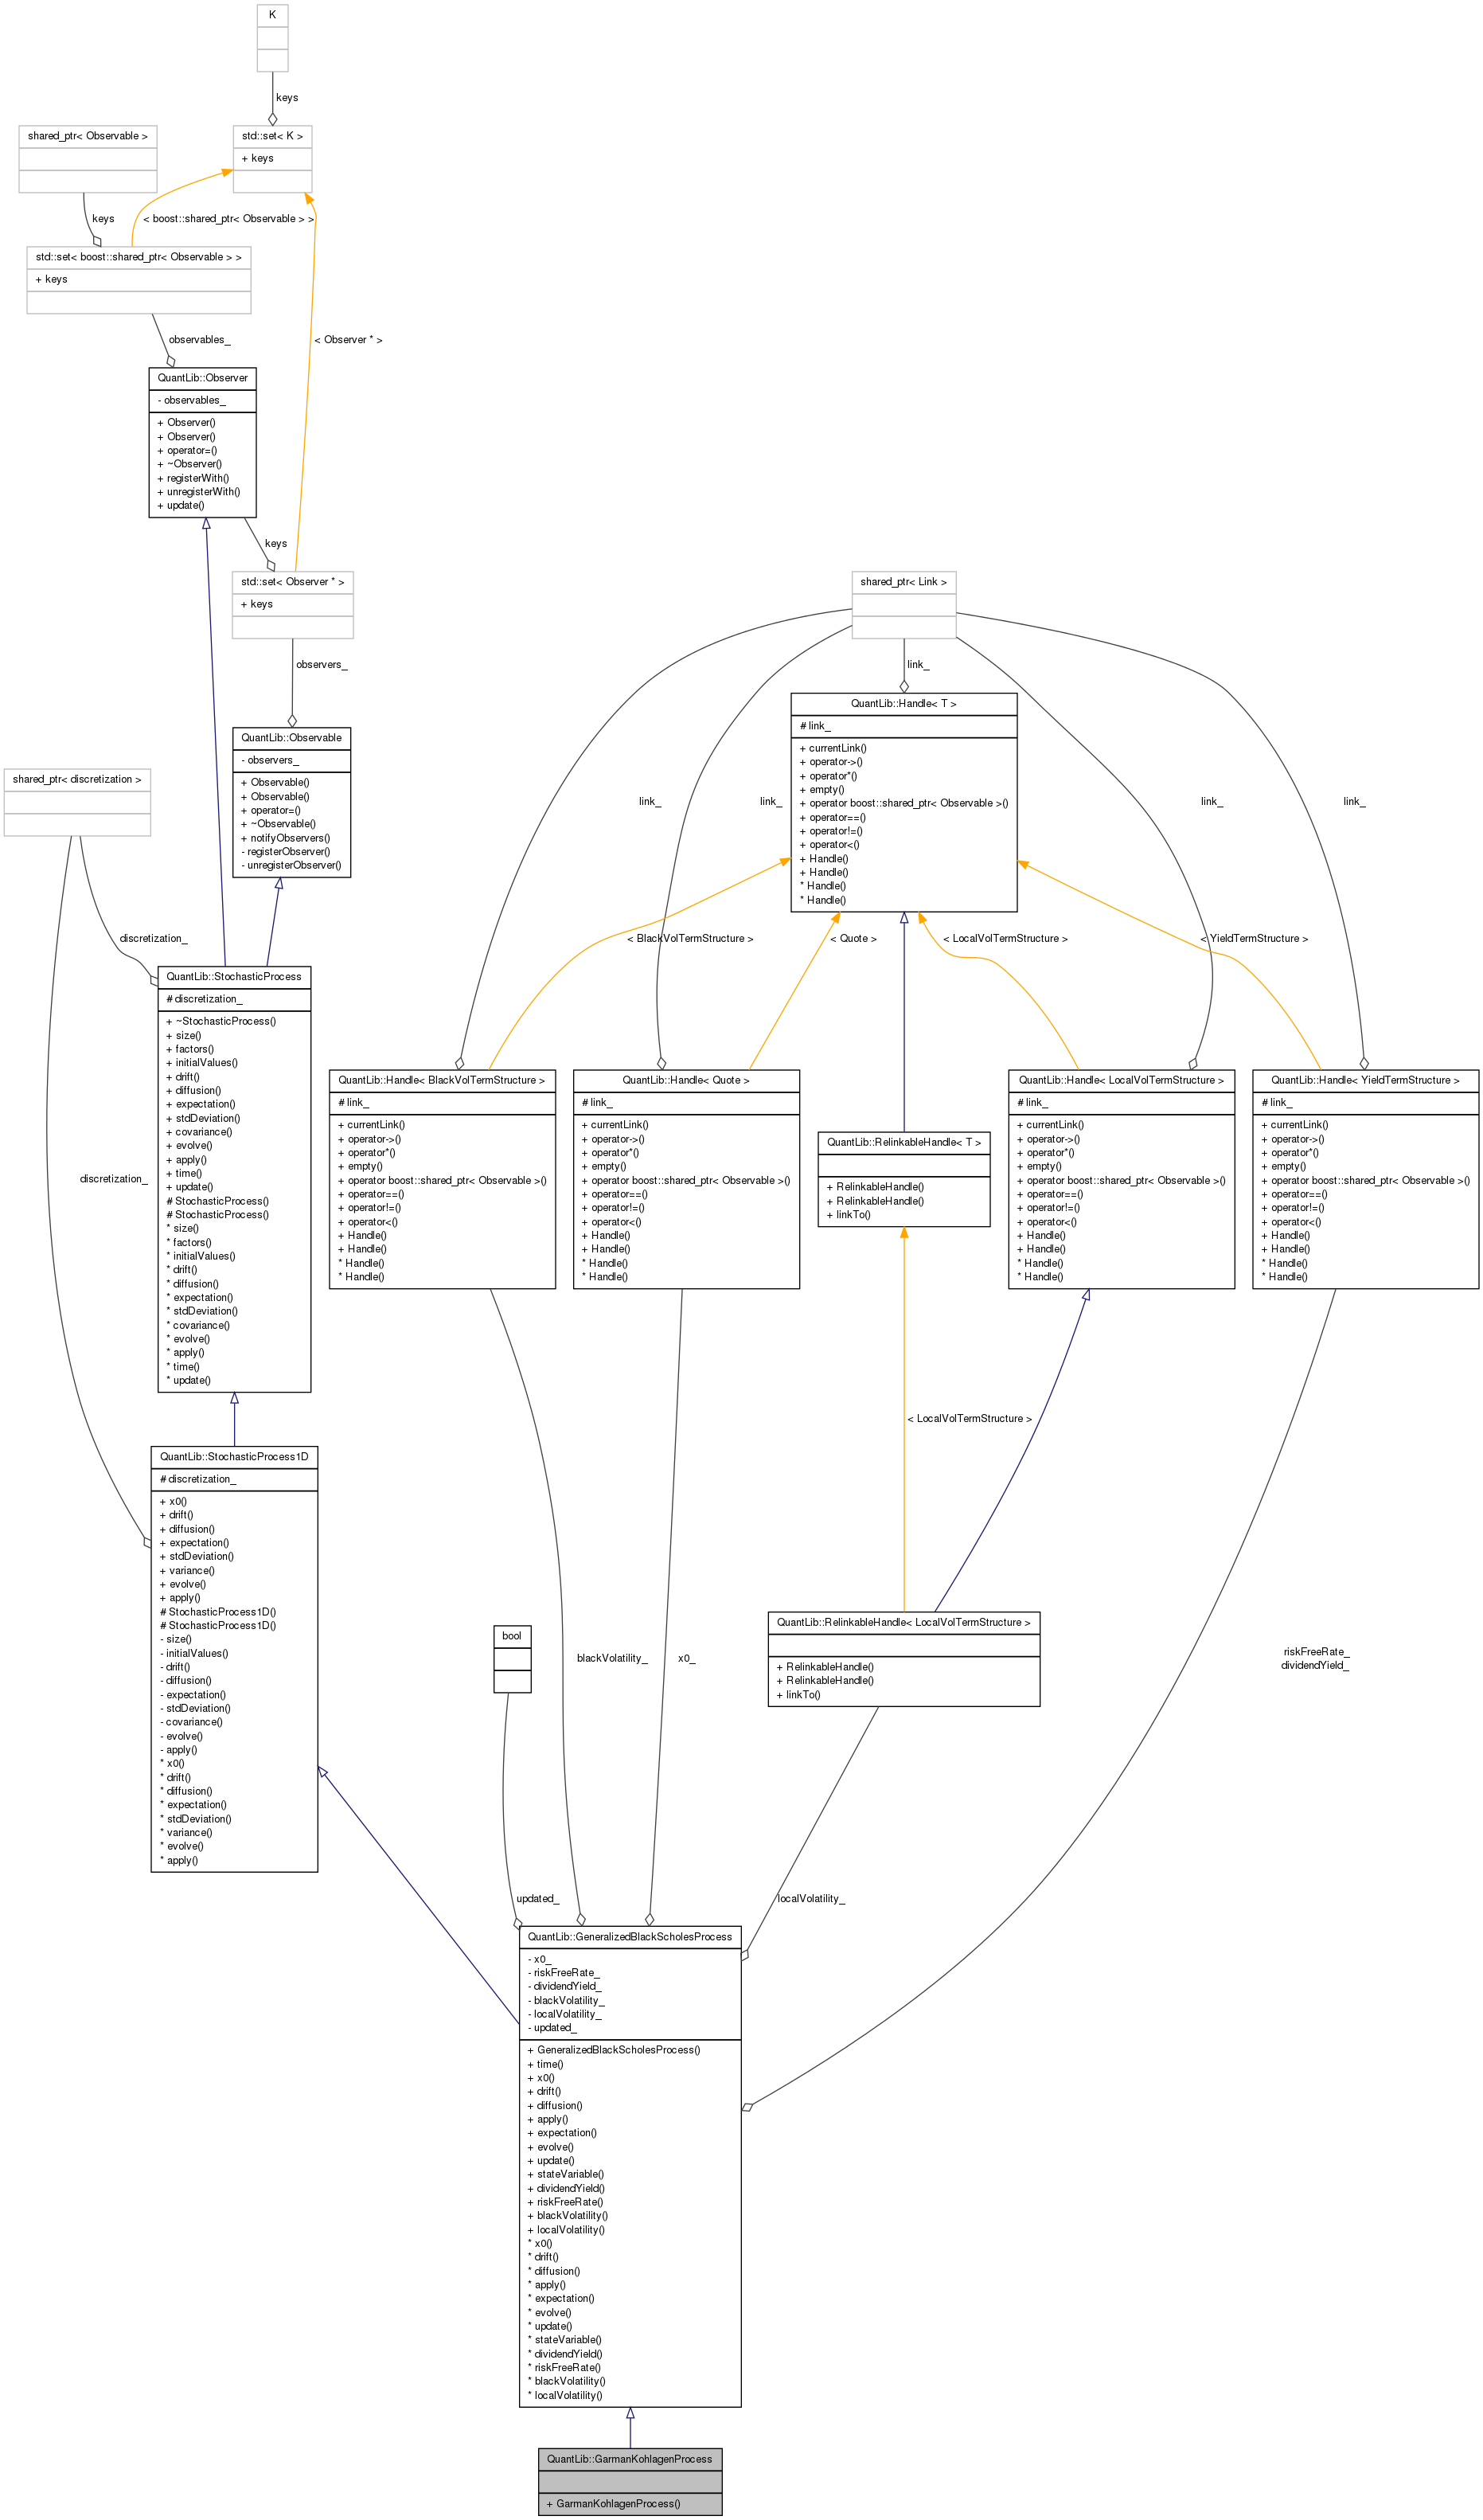 K
keys
shared_ptr< Observable >
std::set< K >
+ keys
keys
< boost::shared_ptr< Observable > >
std::set< boost::shared_ptr< Observable > >
+ keys
observables_
< Observer * >
QuantLib::Observer
- observables_
+ Observer()
+ Observer()
+ operator=()
+ ~Observer()
+ registerWith()
+ unregisterWith()
+ update()
keys
std::set< Observer * >
+ keys
observers_
shared_ptr< Link >
link_
QuantLib::Handle< T >
# link_
+ currentLink()
+ operator->()
+ operator*()
+ empty()
+ operator boost::shared_ptr< Observable >()
+ operator==()
+ operator!=()
+ operator<()
+ Handle()
+ Handle()
* Handle()
* Handle()
QuantLib::Observable
- observers_
+ Observable()
+ Observable()
+ operator=()
+ ~Observable()
+ notifyObservers()
- registerObserver()
- unregisterObserver()
shared_ptr< discretization >
link_
link_
link_
link_
discretization_
< BlackVolTermStructure >
< Quote >
< LocalVolTermStructure >
< YieldTermStructure >
QuantLib::StochasticProcess
# discretization_
+ ~StochasticProcess()
+ size()
+ factors()
+ initialValues()
+ drift()
+ diffusion()
+ expectation()
+ stdDeviation()
+ covariance()
+ evolve()
+ apply()
+ time()
+ update()
# StochasticProcess()
# StochasticProcess()
* size()
* factors()
* initialValues()
* drift()
* diffusion()
* expectation()
* stdDeviation()
* covariance()
* evolve()
* apply()
* time()
* update()
discretization_
QuantLib::Handle< BlackVolTermStructure >
# link_
+ currentLink()
+ operator->()
+ operator*()
+ empty()
+ operator boost::shared_ptr< Observable >()
+ operator==()
+ operator!=()
+ operator<()
+ Handle()
+ Handle()
* Handle()
* Handle()
QuantLib::Handle< Quote >
# link_
+ currentLink()
+ operator->()
+ operator*()
+ empty()
+ operator boost::shared_ptr< Observable >()
+ operator==()
+ operator!=()
+ operator<()
+ Handle()
+ Handle()
* Handle()
* Handle()
QuantLib::RelinkableHandle< T >
+ RelinkableHandle()
+ RelinkableHandle()
+ linkTo()
QuantLib::Handle< LocalVolTermStructure >
# link_
+ currentLink()
+ operator->()
+ operator*()
+ empty()
+ operator boost::shared_ptr< Observable >()
+ operator==()
+ operator!=()
+ operator<()
+ Handle()
+ Handle()
* Handle()
* Handle()
QuantLib::Handle< YieldTermStructure >
# link_
+ currentLink()
+ operator->()
+ operator*()
+ empty()
+ operator boost::shared_ptr< Observable >()
+ operator==()
+ operator!=()
+ operator<()
+ Handle()
+ Handle()
* Handle()
* Handle()
< LocalVolTermStructure >
QuantLib::StochasticProcess1D
# discretization_
+ x0()
+ drift()
+ diffusion()
+ expectation()
+ stdDeviation()
+ variance()
+ evolve()
+ apply()
# StochasticProcess1D()
# StochasticProcess1D()
- size()
- initialValues()
- drift()
- diffusion()
- expectation()
- stdDeviation()
- covariance()
- evolve()
- apply()
* x0()
* drift()
* diffusion()
* expectation()
* stdDeviation()
* variance()
* evolve()
* apply()
bool
blackVolatility_
x0_
QuantLib::RelinkableHandle< LocalVolTermStructure >
+ RelinkableHandle()
+ RelinkableHandle()
+ linkTo()
riskFreeRate_
dividendYield_
updated_
localVolatility_
QuantLib::GeneralizedBlackScholesProcess
- x0_
- riskFreeRate_
- dividendYield_
- blackVolatility_
- localVolatility_
- updated_
+ GeneralizedBlackScholesProcess()
+ time()
+ x0()
+ drift()
+ diffusion()
+ apply()
+ expectation()
+ evolve()
+ update()
+ stateVariable()
+ dividendYield()
+ riskFreeRate()
+ blackVolatility()
+ localVolatility()
* x0()
* drift()
* diffusion()
* apply()
* expectation()
* evolve()
* update()
* stateVariable()
* dividendYield()
* riskFreeRate()
* blackVolatility()
* localVolatility()
QuantLib::GarmanKohlagenProcess
+ GarmanKohlagenProcess()